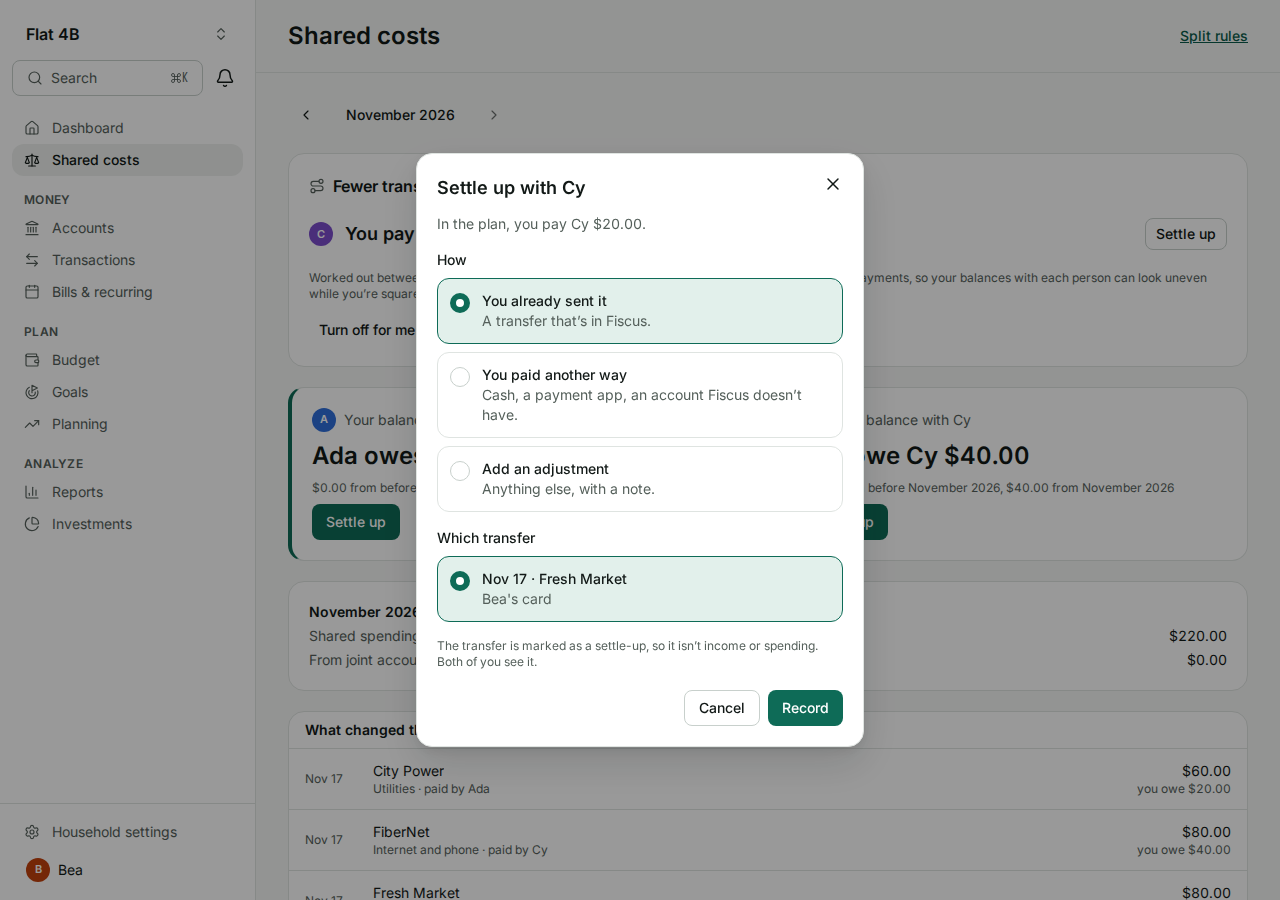 Flat 4B
Search
⌘K
Dashboard
Shared costs
MONEY
Accounts
Transactions
Bills & recurring
PLAN
Budget
Goals
Planning
ANALYZE
Reports
Investments
Household settings
B
Bea
Shared costs
Split rules
November 2026
Fewer
C
You pay
Settle up
Worked out
ayments, so your balances with each person can look uneven
while you’re
Turn off for me
A
Your
Ada
$0.00 from before
Settle up
balance with Cy
owe Cy $40.00
before November 2026, $40.00 from November 2026
November 2026
Shared spending
$220.00
From joint
$0.00
What changed
Nov 17
City Power
Utilities · paid by Ada
$60.00
you owe $20.00
Nov 17
FiberNet
Internet and phone · paid by Cy
$80.00
you owe $40.00
Nov 17
Fresh Market
$80.00
Settle up with Cy
In the plan, you pay Cy $20.00.
How
You already sent it
A transfer that’s in Fiscus.
You paid another way
Cash, a payment app, an account Fiscus doesn’t
have.
Add an adjustment
Anything else, with a note.
Which transfer
Nov 17 · Fresh Market
Bea's card
The transfer is marked as a settle-up, so it isn’t income or spending.
Both of you see it.
Cancel
Record